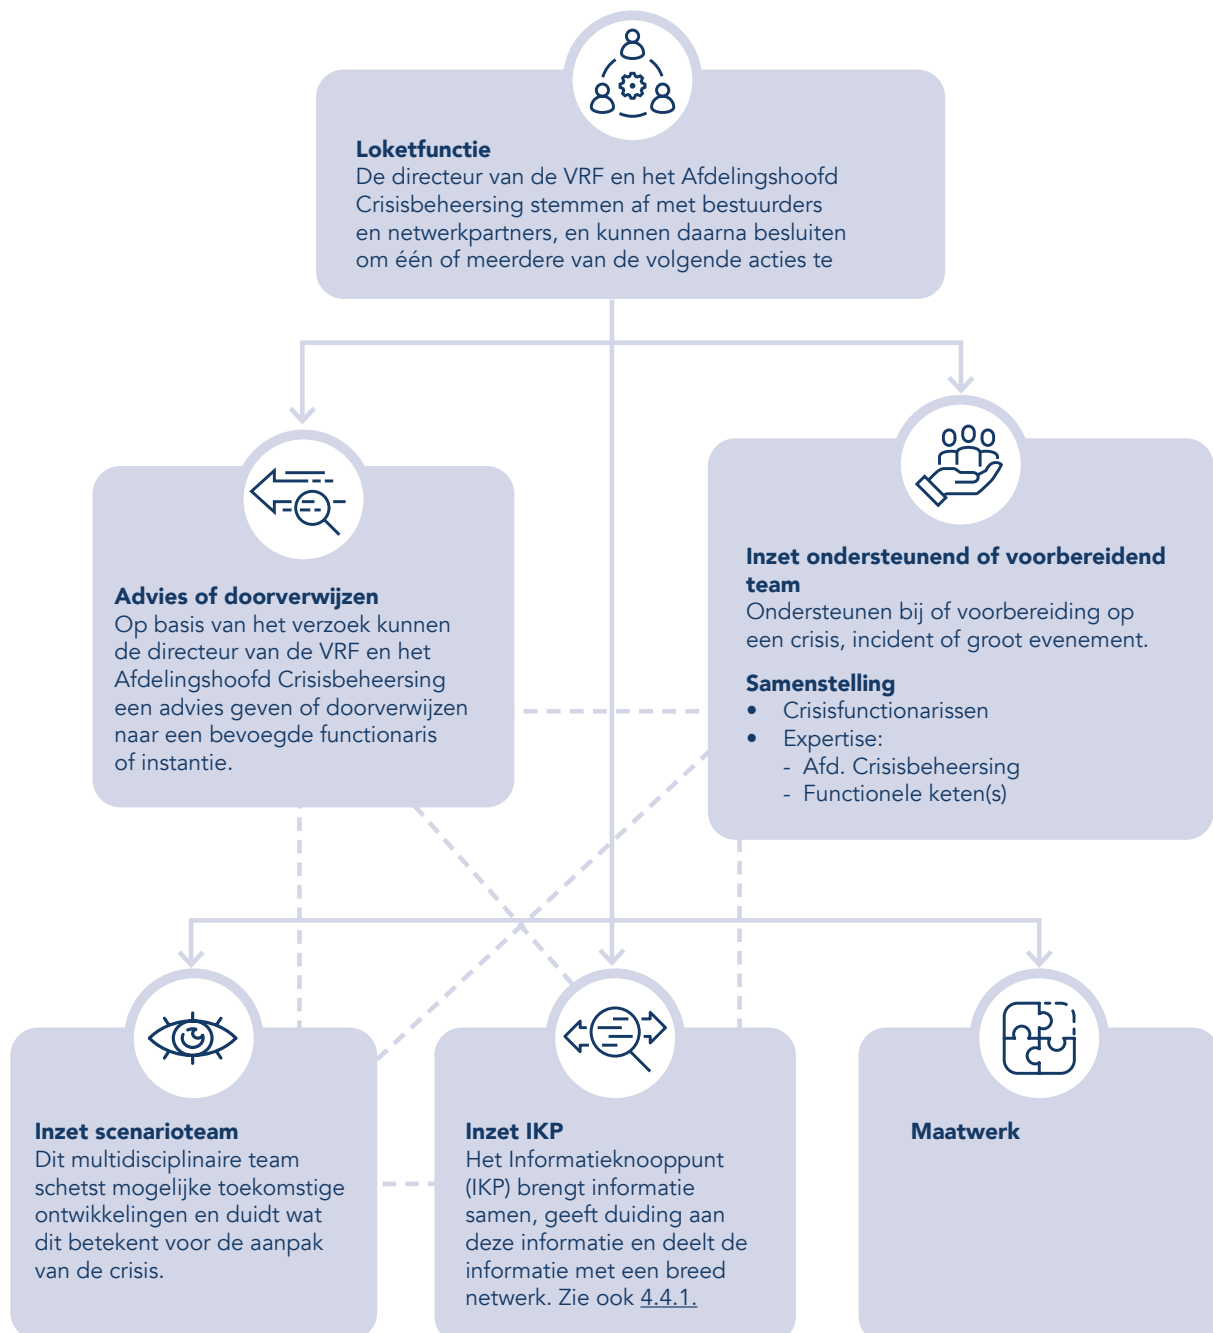 Loketfunctie
De directeur van de VRF en het Afdelingshoofd
Crisisbeheersing stemmen af met bestuurders
en netwerkpartners, en kunnen daarna besluiten
om één of meerdere van de volgende acties te
Advies of doorverwijzen
Op basis van het verzoek kunnen
de directeur van de VRF en het
Afdelingshoofd Crisisbeheersing
een advies geven of doorverwijzen
naar een bevoegde functionaris
of instantie.
Inzet ondersteunend of voorbereidend
team
Ondersteunen bij of voorbereiding op
een crisis, incident of groot evenement.
Samenstelling
• Crisisfunctionarissen
• Expertise:
- Afd. Crisisbeheersing
- Functionele keten(s)
Inzet scenarioteam
Dit multidisciplinaire team
schetst mogelijke toekomstige
ontwikkelingen en duidt wat
dit betekent voor de aanpak
van de crisis.
Inzet IKP
Het Informatieknooppunt
(IKP) brengt informatie
samen, geeft duiding aan
deze informatie en deelt de
informatie met een breed
netwerk. Zie ook 4.4.1.
Maatwerk